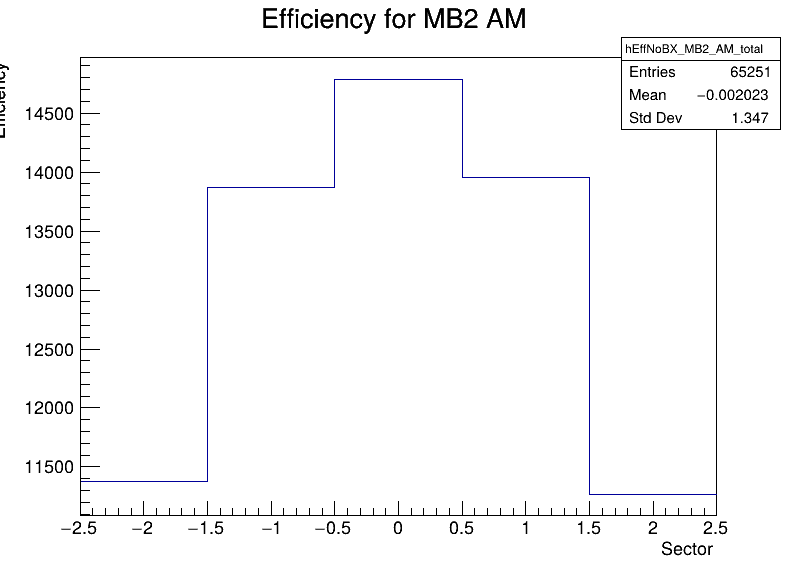 Efficiency for MB2 AM
hEffNoBX_MB2_AM_total
Entries 65251
Mean −0.002023
Std Dev 1.347
Efficiency
14500
14000
13500
13000
12500
12000
11500
−2.5 −2 −1.5 −1 −0.5 0 0.5 1 1.5 2 2.5
Sector